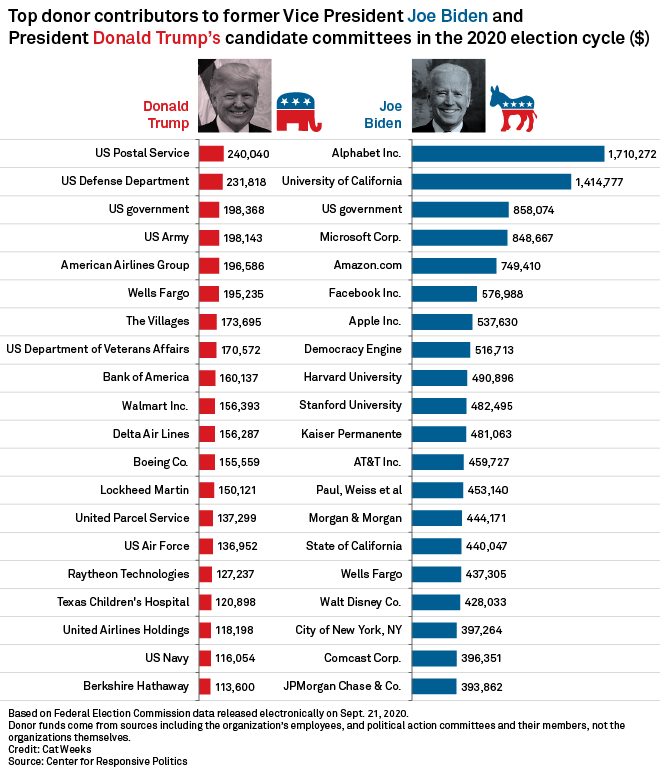 Top donor contributors to former Vice President Joe Biden and
President Donald Trump's candidate committees in the 2020 election cycle ($)
Donald
Trump
Joe
Biden
US Postal Service 240,040 Alphabet Inc. 1,710,272
US Defense Department 231,818 University of California 1,414,777
US government 198,368 US government 858,074
US Army 198,143 Microsoft Corp. 848,667
American Airlines Group 196,586 Amazon.com 749,410
Wells Fargo 195,235 Facebook Inc. 576,988
The Villages 173,695 Apple Inc. 537,630
US Department of Veterans Affairs 170,572 Democracy Engine 516,713
Bank of America 160,137 Harvard University 490,896
Walmart Inc. 156,393 Stanford University 482,495
Delta Air Lines 156,287 Kaiser Permanente 481,063
Boeing Co. 155,559 AT&T Inc. 459,727
Lockheed Martin 150,121 Paul, Weiss et al 453,140
United Parcel Service 137,299 Morgan & Morgan 444,171
US Air Force 136,952 State of California 440,047
Raytheon Technologies 127,237 Wells Fargo 437,305
Texas Children's Hospital 120,898 Walt Disney Co. 428,033
United Airlines Holdings 118,198 City of New York, NY 397,264
US Navy 116,054 Comcast Corp. 396,351
Berkshire Hathaway 113,600 JPMorgan Chase & Co. 393,862
Based on Federal Election Commission data released electronically on Sept. 21, 2020.
Donor funds come from sources including the organization's employees, and political action committees and their members, not the
organizations themselves.
Credit: Cat Weeks
Source: Center for Responsive Politics